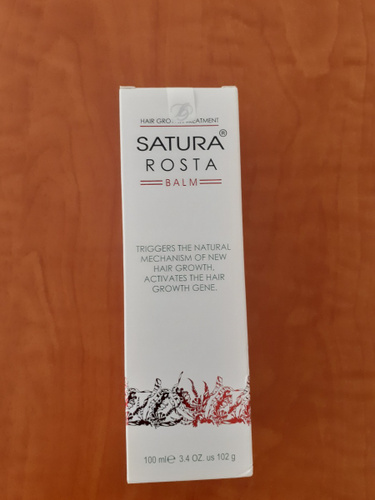 HAIR GROWTH TREATMENT
SATURA®
ROSTA
BALM
TRIGGERS THE NATURAL
MECHANISM OF NEW
HAIR GROWTH,
ACTIVATES THE HAIR
GROWTH GENE.
100 ml℮ 3.4 OZ. us 102 g